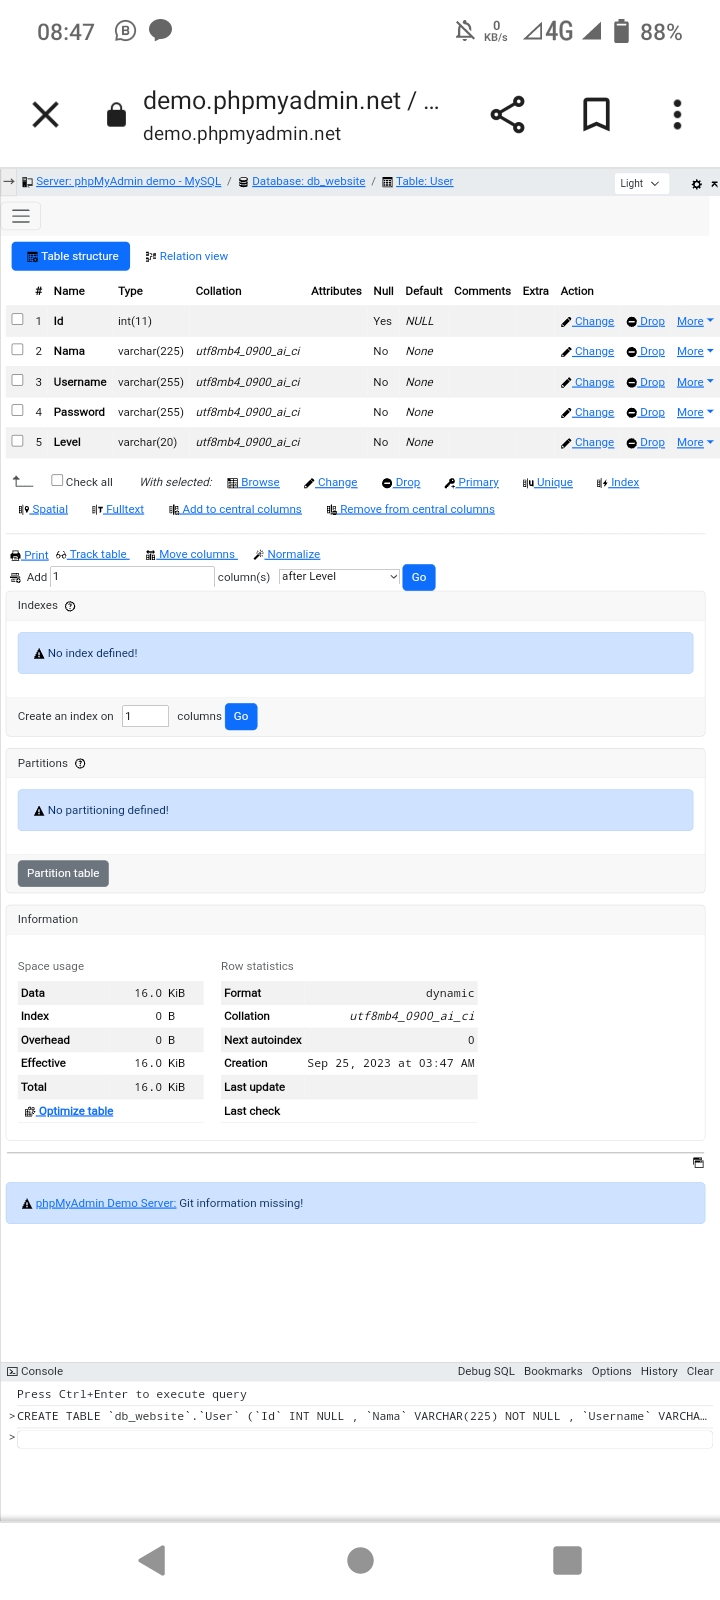 08:47 B 0 KB/s 4G 88%
demo.phpmyadmin.net / ...
demo.phpmyadmin.net
Server: phpMyAdmin demo - MySQL / Database: db_website / Table: User Light
Table structure Relation view
# Name Type Collation Attributes Null Default Comments Extra Action
1 Id int(11) Yes NULL Change Drop More
2 Nama varchar(225) utf8mb4_0900_ai_ci No None Change Drop More
3 Username varchar(255) utf8mb4_0900_ai_ci No None Change Drop More
4 Password varchar(255) utf8mb4_0900_ai_ci No None Change Drop More
5 Level varchar(20) utf8mb4_0900_ai_ci No None Change Drop More
Check all With selected: Browse Change Drop Primary Unique Index
Spatial Fulltext Add to central columns Remove from central columns
Print Track table Move columns Normalize
Add 1 column(s) after Level Go
Indexes
No index defined!
Create an index on 1 columns Go
Partitions
No partitioning defined!
Partition table
Information
Space usage Row statistics
Data 16.0 KiB Format dynamic
Index 0 B Collation utf8mb4_0900_ai_ci
Overhead 0 B Next autoindex 0
Effective 16.0 KiB Creation Sep 25, 2023 at 03:47 AM
Total 16.0 KiB Last update
Optimize table Last check
phpMyAdmin Demo Server: Git information missing!
Console Debug SQL Bookmarks Options History Clear
Press Ctrl+Enter to execute query
>CREATE TABLE `db_website`.`User` (`Id` INT NULL , `Nama` VARCHAR(225) NOT NULL , `Username` VARCHA…
>